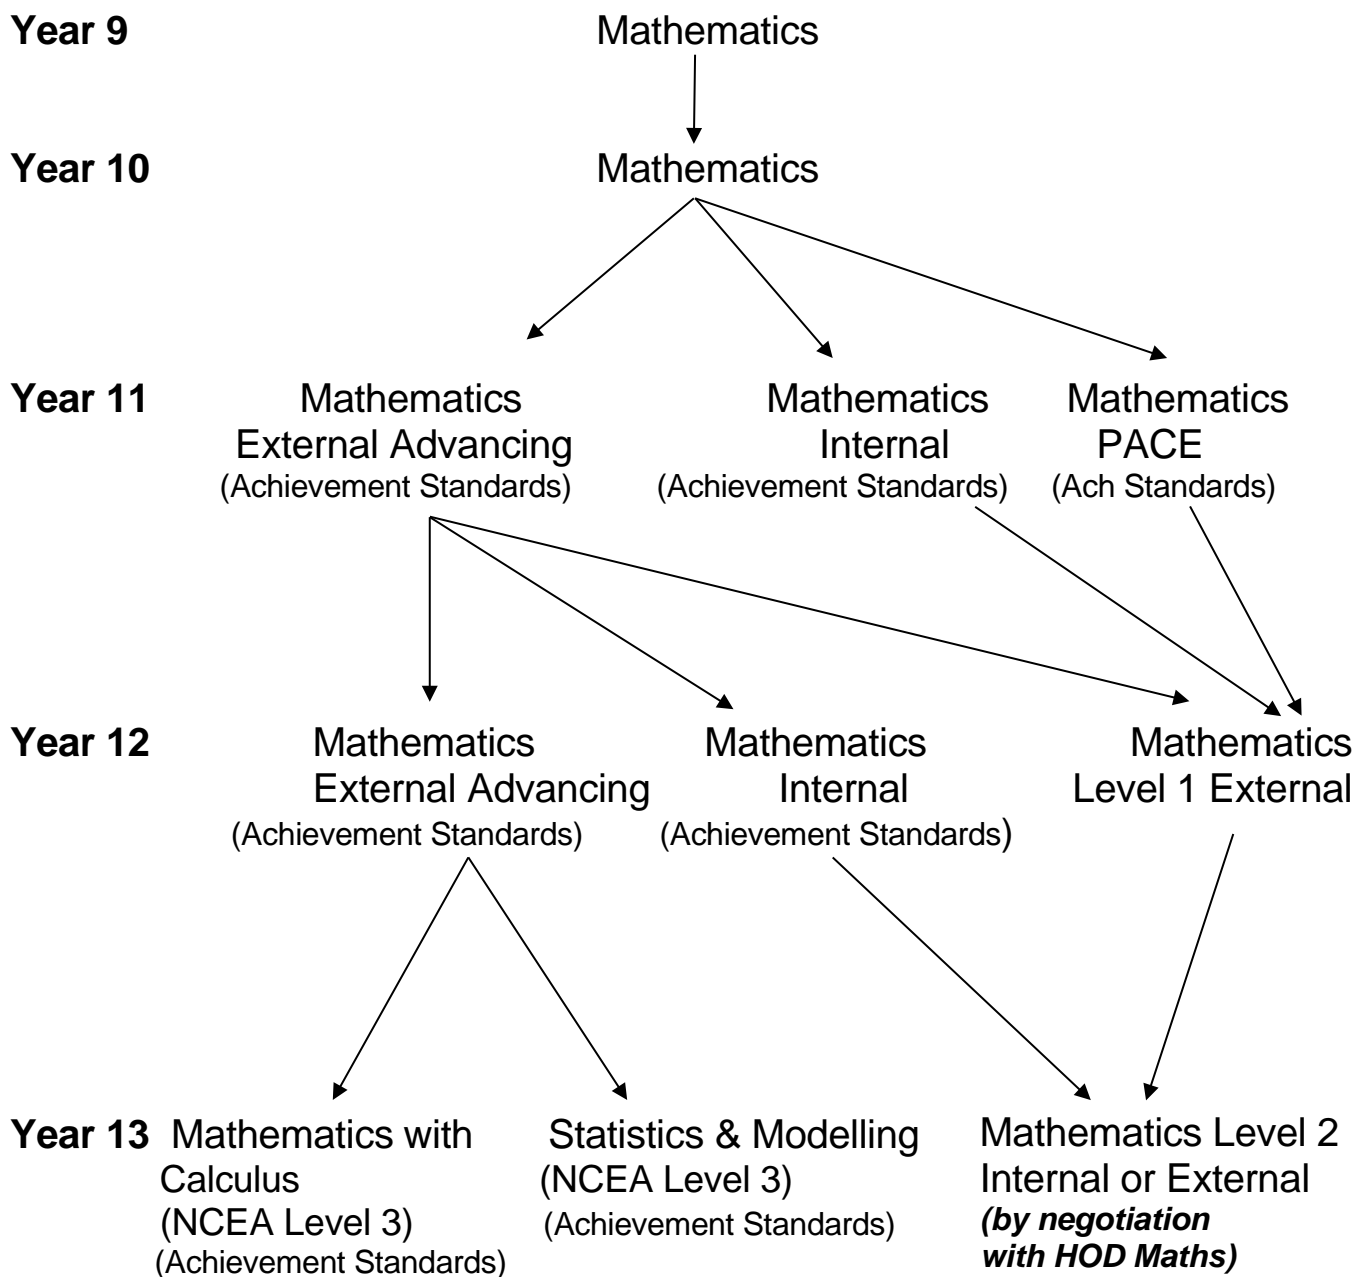 Year 9 Mathematics
Year 10 Mathematics
Year 11 Mathematics Mathematics Mathematics
External Advancing Internal PACE
(Achievement Standards) (Achievement Standards) (Ach Standards)
Year 12 Mathematics Mathematics Mathematics
External Advancing Internal Level 1 External
(Achievement Standards) (Achievement Standards)
Year 13 Mathematics with Statistics & Modelling Mathematics Level 2
Calculus (NCEA Level 3) Internal or External
(NCEA Level 3) (Achievement Standards) (by negotiation
(Achievement Standards) with HOD Maths)